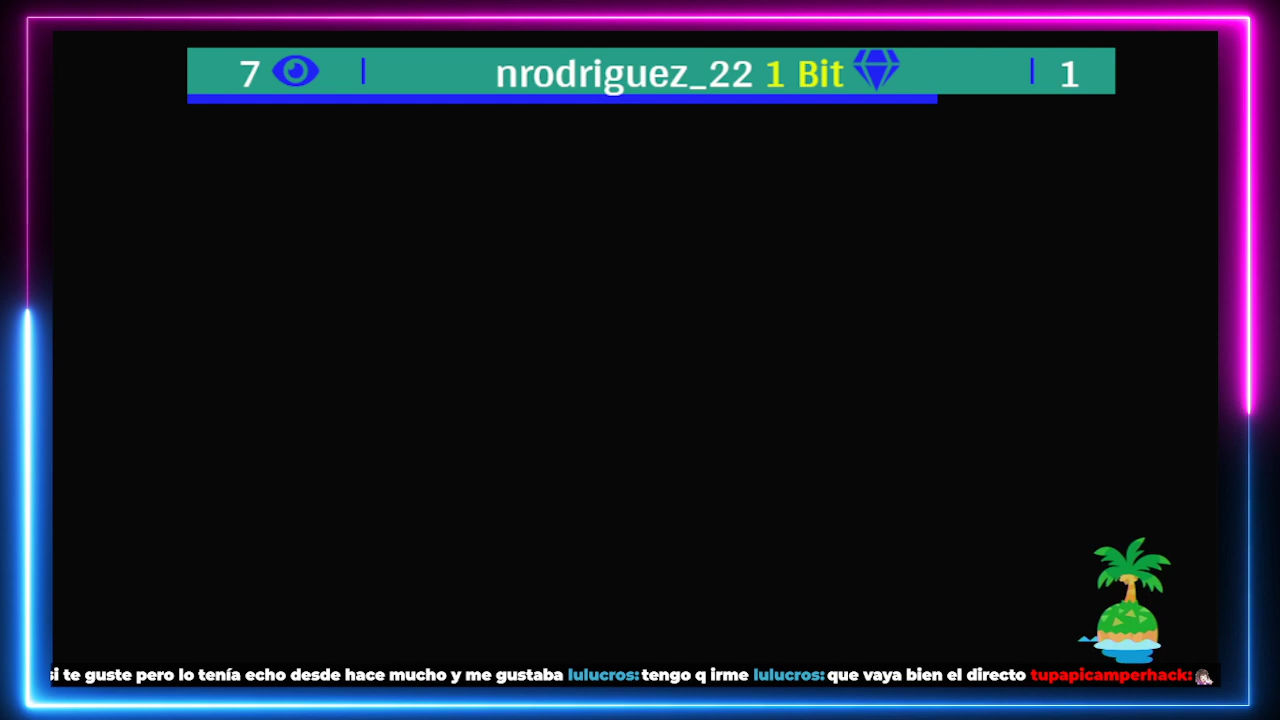 7 nrodriguez_22 1 Bit 1
si te guste pero lo tenía echo desde hace mucho y me gustaba lulucros: tengo q irme lulucros: que vaya bien el directo tupapicamperhack: